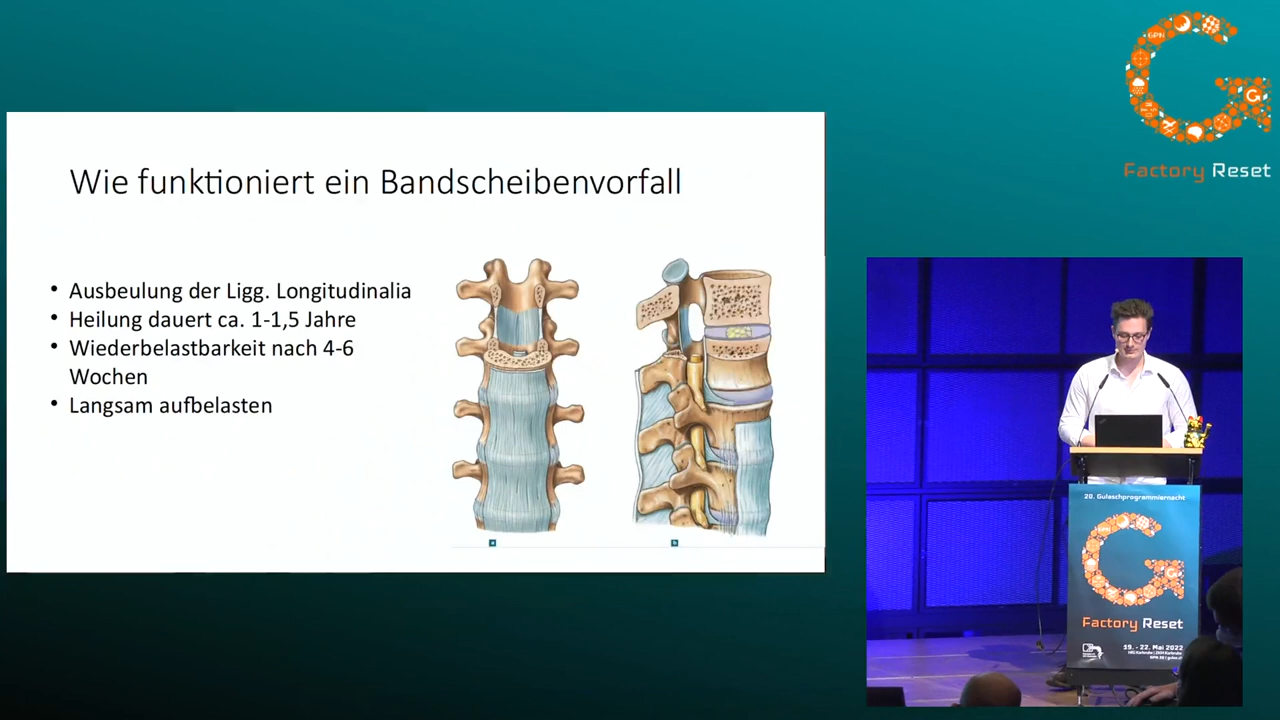 Wie funktioniert ein Bandscheibenvorfall
• Ausbeulung der Ligg. Longitudinalia
• Heilung dauert ca. 1-1,5 Jahre
• Wiederbelastbarkeit nach 4-6
Wochen
• Langsam aufbelasten
a
b
GPN
G
Factory Reset
20. Gulaschprogrammiernacht
Factory Reset
19. - 22. Mai 2022